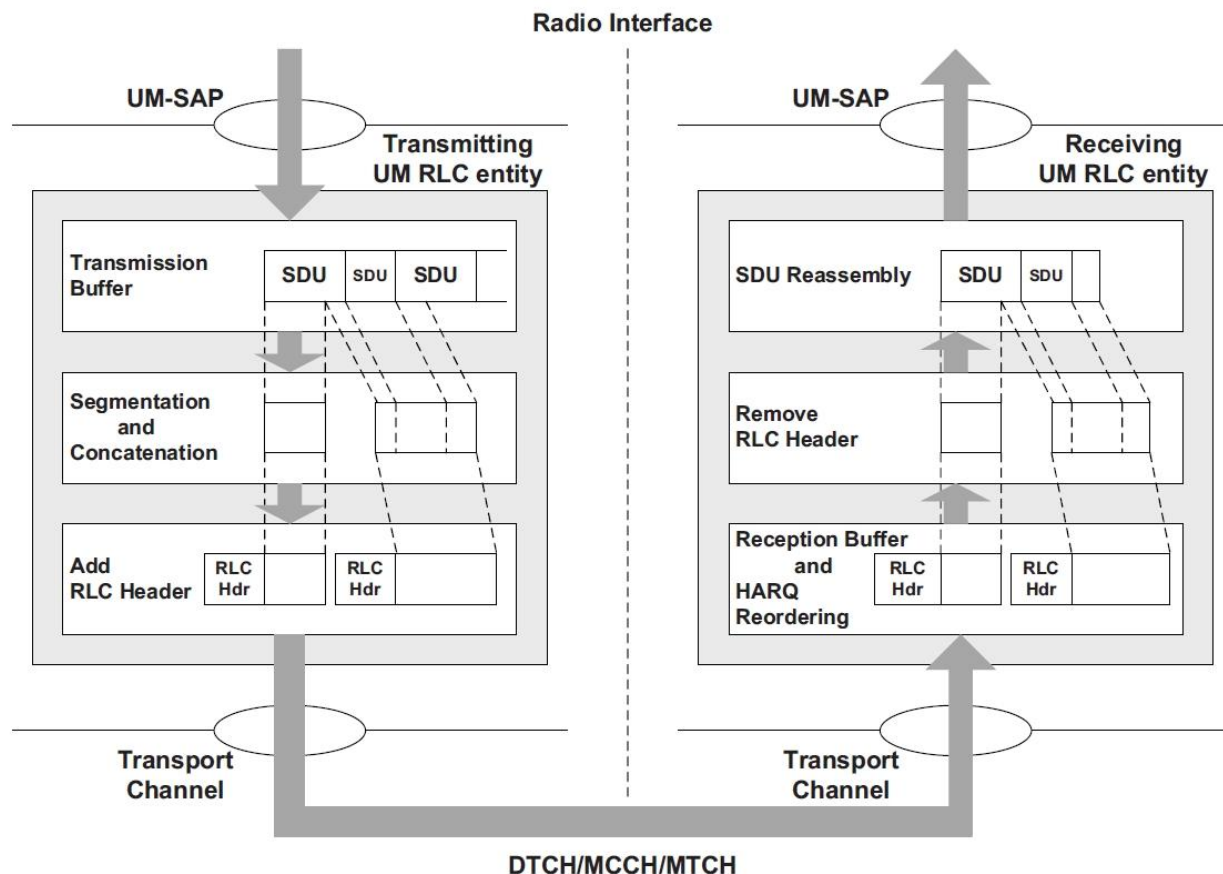 Radio Interface
UM-SAP
Transmitting
UM RLC entity
Transmission
Buffer
SDU
SDU
SDU
Segmentation
and
Concatenation
Add
RLC Header
RLC
Hdr
RLC
Hdr
Transport
Channel
UM-SAP
Receiving
UM RLC entity
SDU Reassembly
SDU
SDU
Remove
RLC Header
Reception Buffer
and
HARQ
Reordering
RLC
Hdr
RLC
Hdr
Transport
Channel
DTCH/MCCH/MTCH